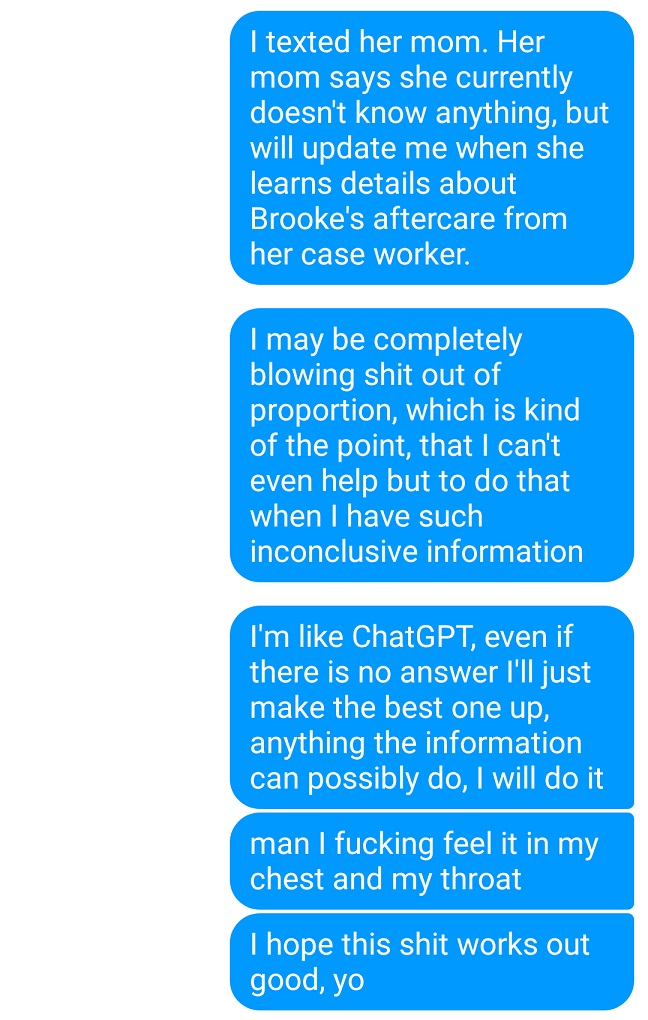 I texted her mom. Her
mom says she currently
doesn't know anything, but
will update me when she
learns details about
Brooke's aftercare from
her case worker.
I may be completely
blowing shit out of
proportion, which is kind
of the point, that I can't
even help but to do that
when I have such
inconclusive information
I'm like ChatGPT, even if
there is no answer I'll just
make the best one up,
anything the information
can possibly do, I will do it
man I fucking feel it in my
chest and my throat
I hope this shit works out
good, yo